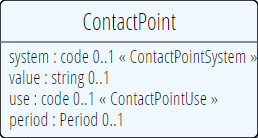 ContactPoint
system : code 0..1 « ContactPointSystem »
value : string 0..1
use : code 0..1 « ContactPointUse »
period : Period 0..1